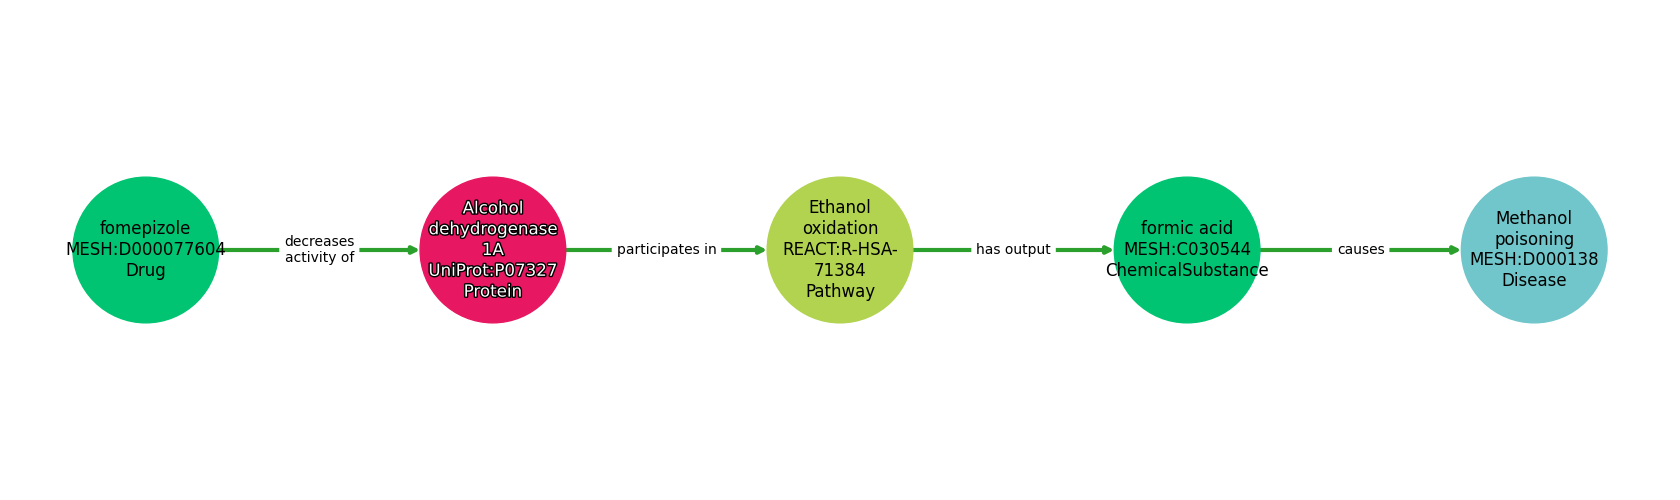 fomepizole
MESH:D000077604
Drug
decreases
activity of
Alcohol
dehydrogenase
1A
UniProt:P07327
Protein
participates in
Ethanol
oxidation
REACT:R-HSA-
71384
Pathway
has output
formic acid
MESH:C030544
ChemicalSubstance
causes
Methanol
poisoning
MESH:D000138
Disease